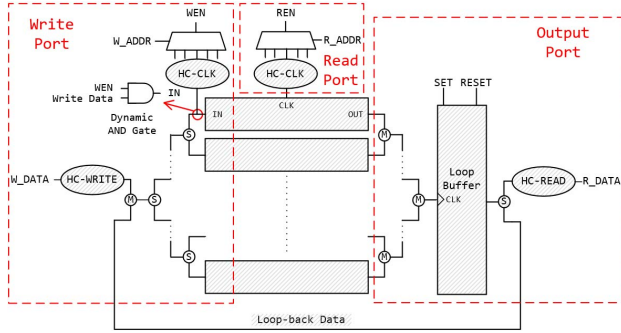 Write
Port
WEN
W_ADDR
HC-CLK
REN
R_ADDR
HC-CLK
Read
Port
Output
Port
WEN
Write Data
IN
Dynamic
AND Gate
IN
CLK
OUT
S
M
SET RESET
W_DATA
HC-WRITE
M
S
M
Loop
Buffer
CLK
S
HC-READ
R_DATA
S
M
Loop-back Data